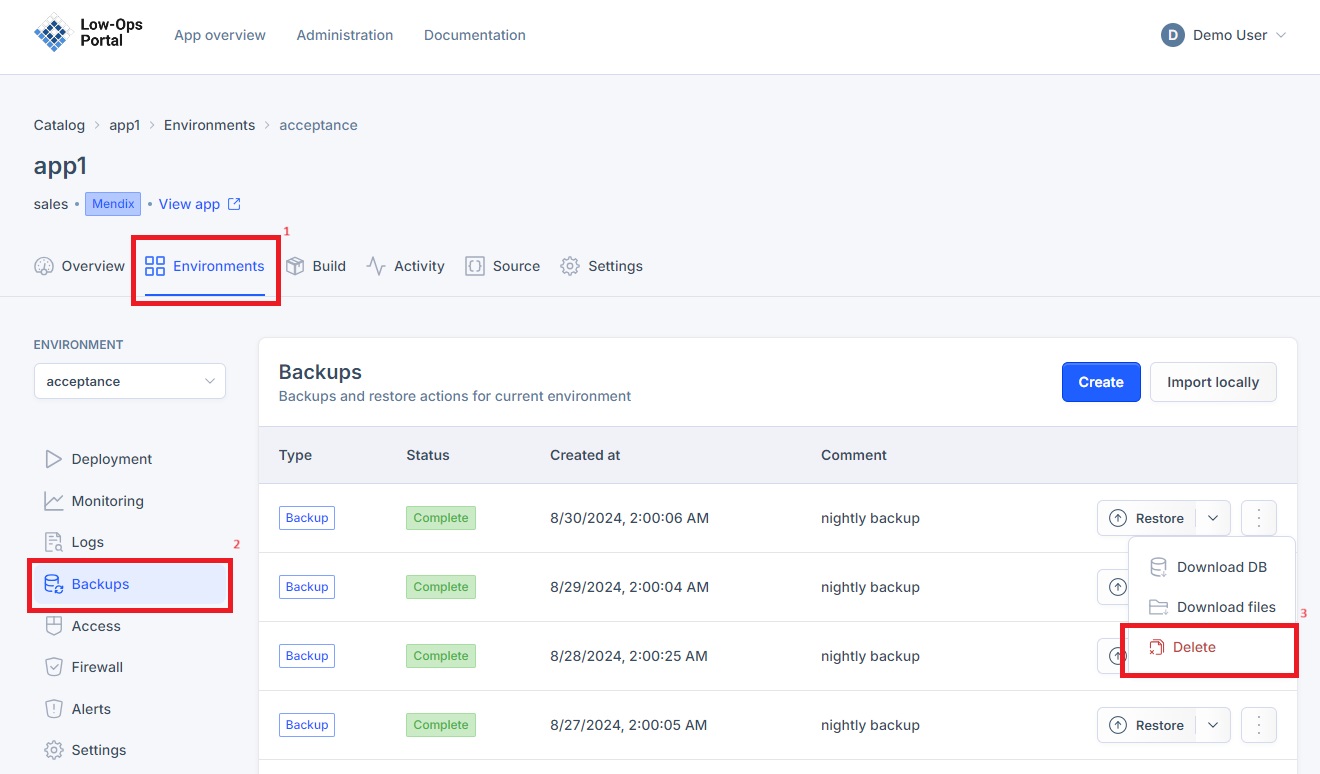 Low-Ops
Portal
App overview Administration Documentation
D Demo User
Catalog > app1 > Environments > acceptance
app1
sales • Mendix • View app
1
Overview Environments Build Activity Source Settings
ENVIRONMENT
acceptance
Deployment
Monitoring
Logs
2
Backups
Access
Firewall
Alerts
Settings
Backups
Backups and restore actions for current environment
Create Import locally
Type Status Created at Comment
Backup Complete 8/30/2024, 2:00:06 AM nightly backup Restore
Download DB
Backup Complete 8/29/2024, 2:00:04 AM nightly backup
Download files
3
Delete
Backup Complete 8/28/2024, 2:00:25 AM nightly backup
Backup Complete 8/27/2024, 2:00:05 AM nightly backup Restore